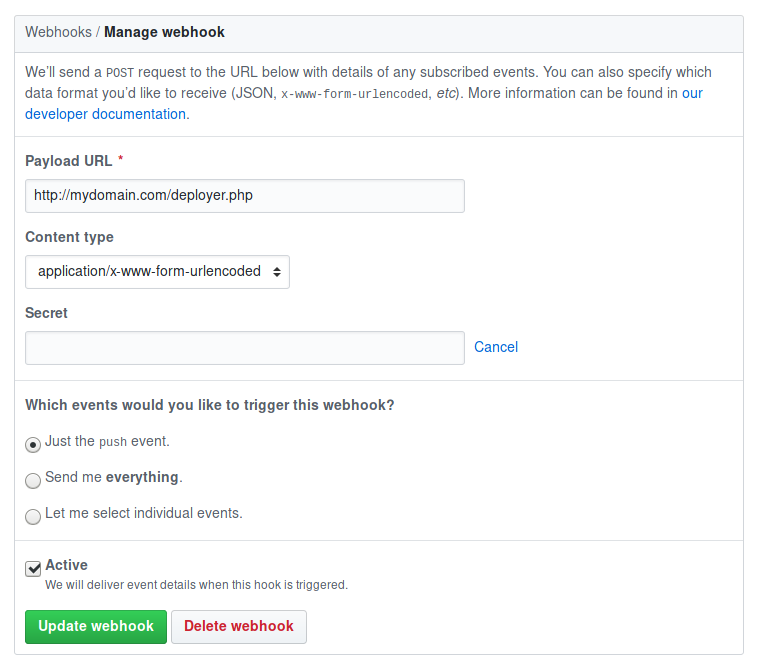 Webhooks / Manage webhook
We’ll send a POST request to the URL below with details of any subscribed events. You can also specify which
data format you’d like to receive (JSON, x-www-form-urlencoded, etc). More information can be found in our
developer documentation.
Payload URL *
http://mydomain.com/deployer.php
Content type
application/x-www-form-urlencoded
Secret
Cancel
Which events would you like to trigger this webhook?
Just the push event.
Send me everything.
Let me select individual events.
Active
We will deliver event details when this hook is triggered.
Update webhook Delete webhook